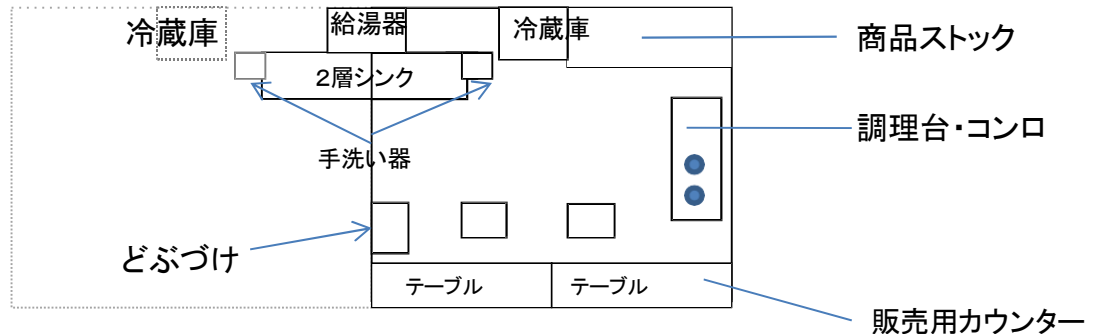 冷蔵庫
給湯器
冷蔵庫
商品ストック
2層シンク
調理台・コンロ
手洗い器
どぶづけ
テーブル
テーブル
販売用カウンター